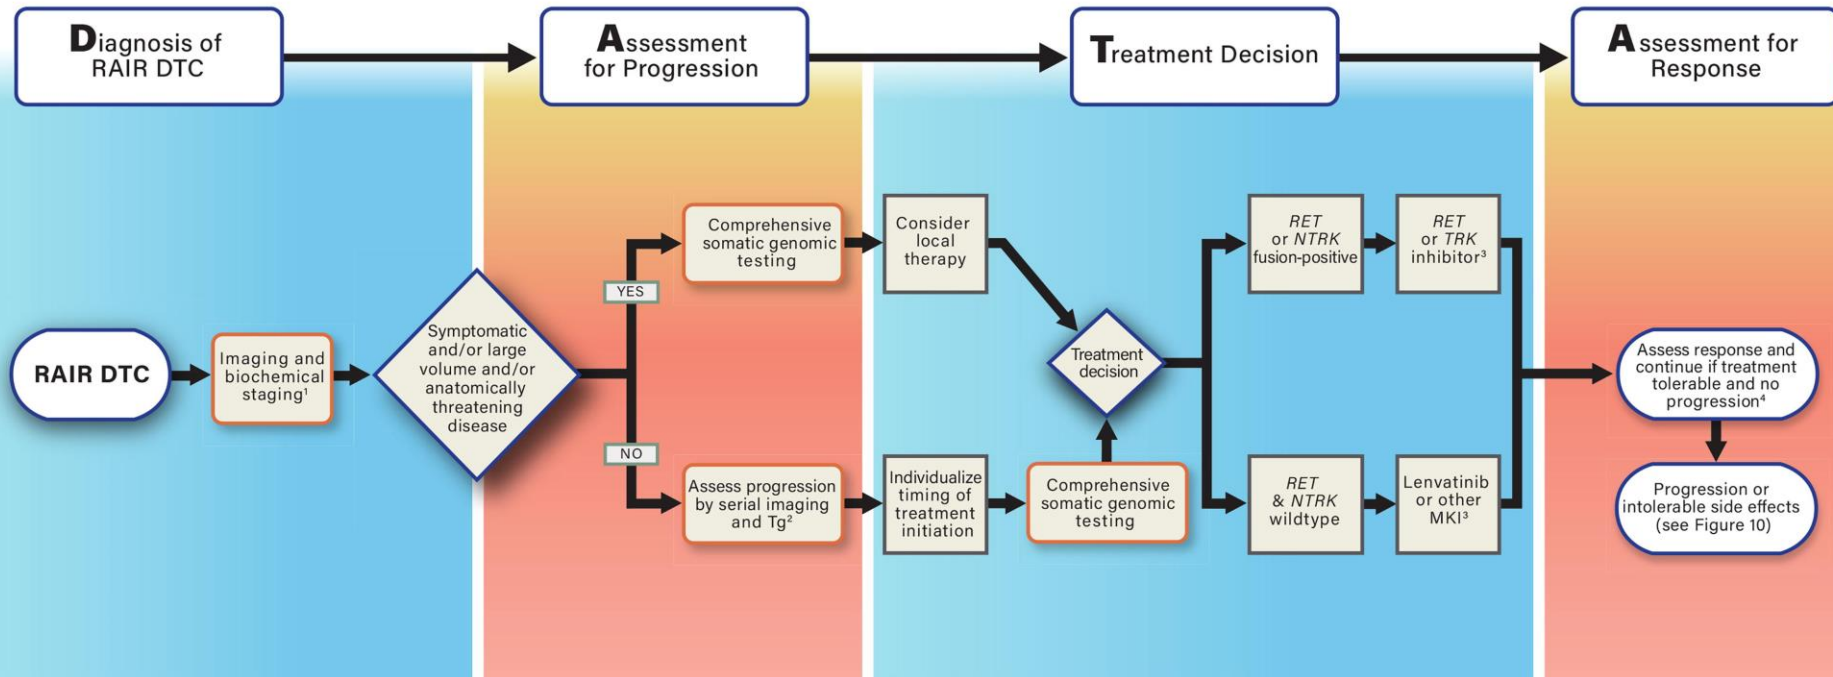 Diagnosis of
RAIR DTC
Assessment
for Progression
Treatment Decision
Assessment for
Response
RAIR DTC
Imaging and
biochemical
staging¹
Symptomatic
and/or large
volume and/or
anatomically
threatening
disease
YES
Comprehensive
somatic genomic
testing
Consider
local
therapy
NO
Assess progression
by serial imaging
and Tg²
Individualize
timing of
treatment
initiation
Comprehensive
somatic genomic
testing
Treatment
decision
RET
or NTRK
fusion-positive
RET
or TRK
inhibitor³
RET
& NTRK
wildtype
Lenvatinib
or other
MKI³
Assess response and
continue if treatment
tolerable and no
progression⁴
Progression or
intolerable side effects
(see Figure 10)